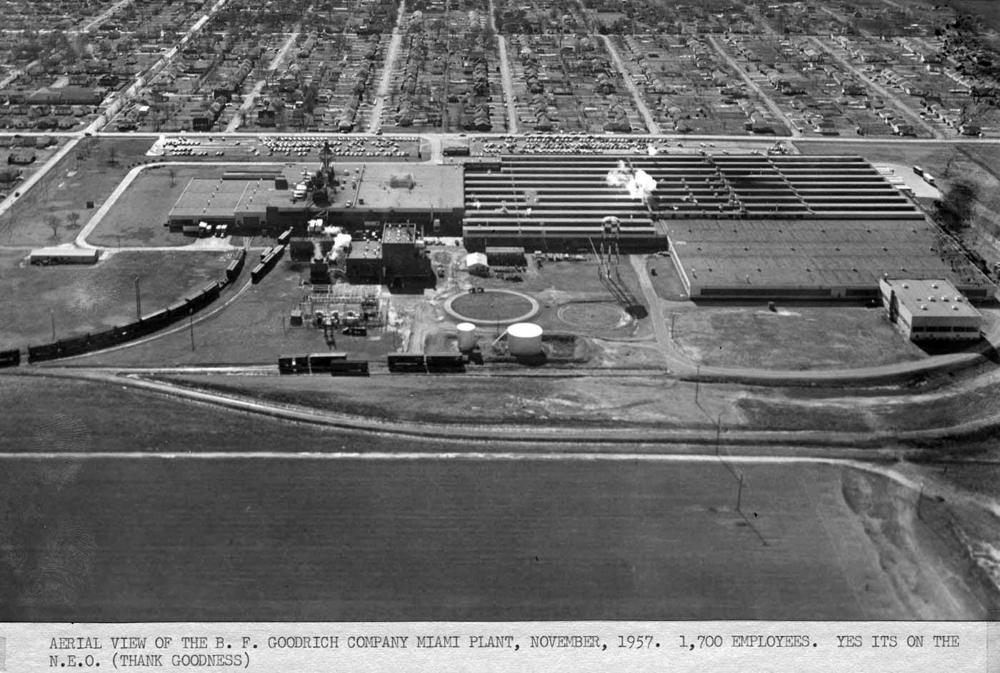 AERIAL VIEW OF THE B. F. GOODRICH COMPANY MIAMI PLANT, NOVEMBER, 1957. 1,700 EMPLOYEES. YES ITS ON THE
N.E.O. (THANK GOODNESS)